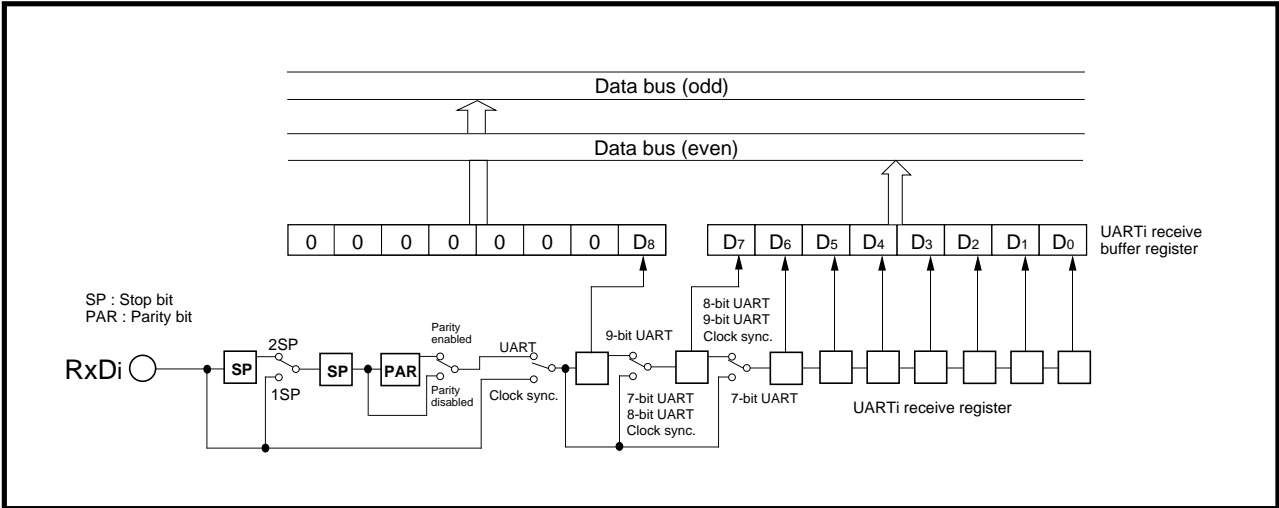 Data bus (odd)
Data bus (even)
0 0 0 0 0 0 0 D8 D7 D6 D5 D4 D3 D2 D1 D0
UARTi receive
buffer register
SP : Stop bit
PAR : Parity bit
RxDi
SP
2SP
1SP
SP
PAR
Parity
enabled
Parity
disabled
UART
Clock sync.
9-bit UART
7-bit UART
8-bit UART
Clock sync.
8-bit UART
9-bit UART
Clock sync.
7-bit UART
UARTi receive register